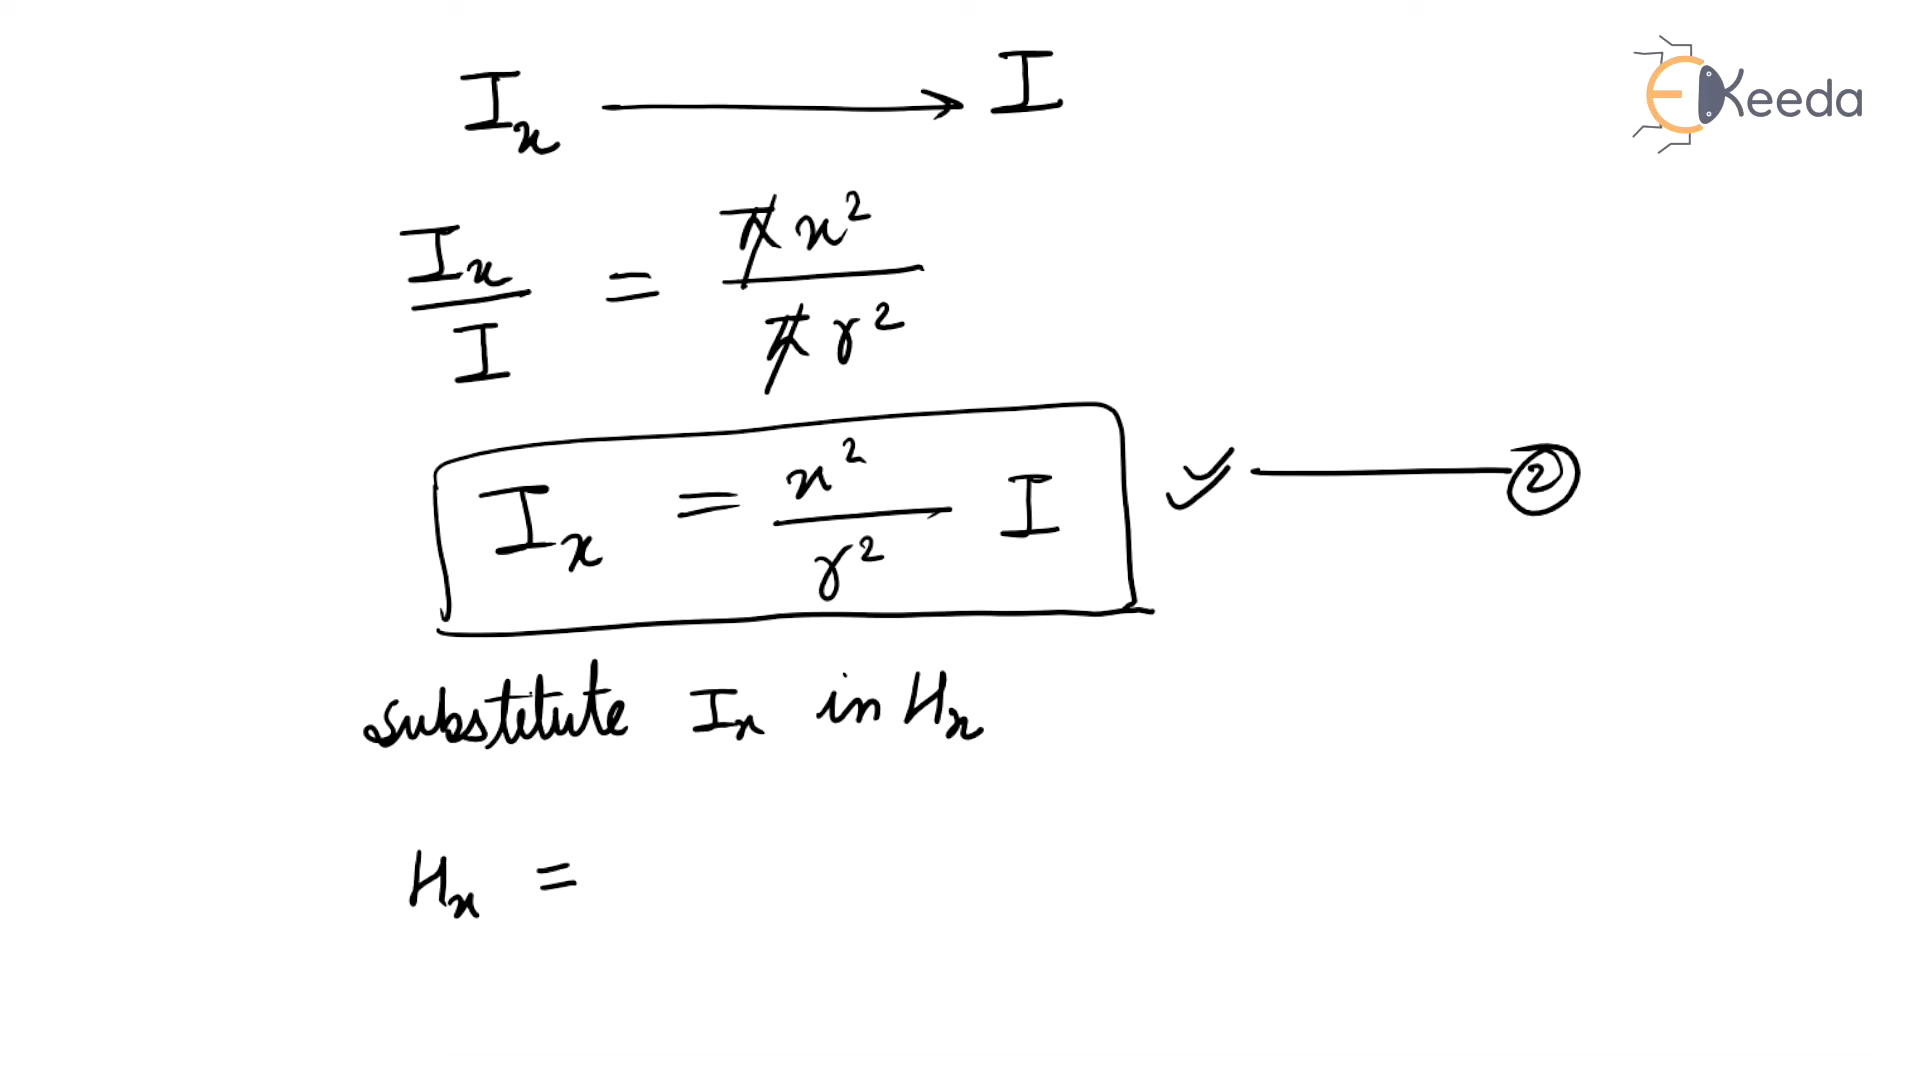 Ix → I
EKeeda
Ix/I = πx²/πr²
Ix = x²/r² I ✓ — ②
substitute Ix in Hx
Hx =